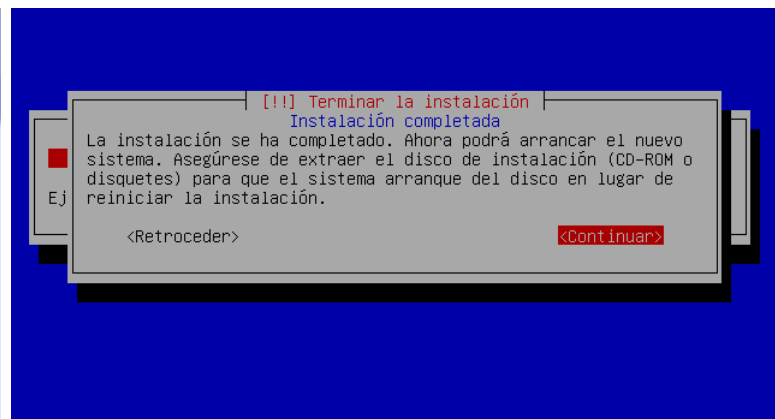 [!!] Terminar la instalación
Instalación completada
La instalación se ha completado. Ahora podrá arrancar el nuevo
sistema. Asegúrese de extraer el disco de instalación (CD-ROM o
disquetes) para que el sistema arranque del disco en lugar de
Ej reiniciar la instalación.
<Retroceder> <Continuar>